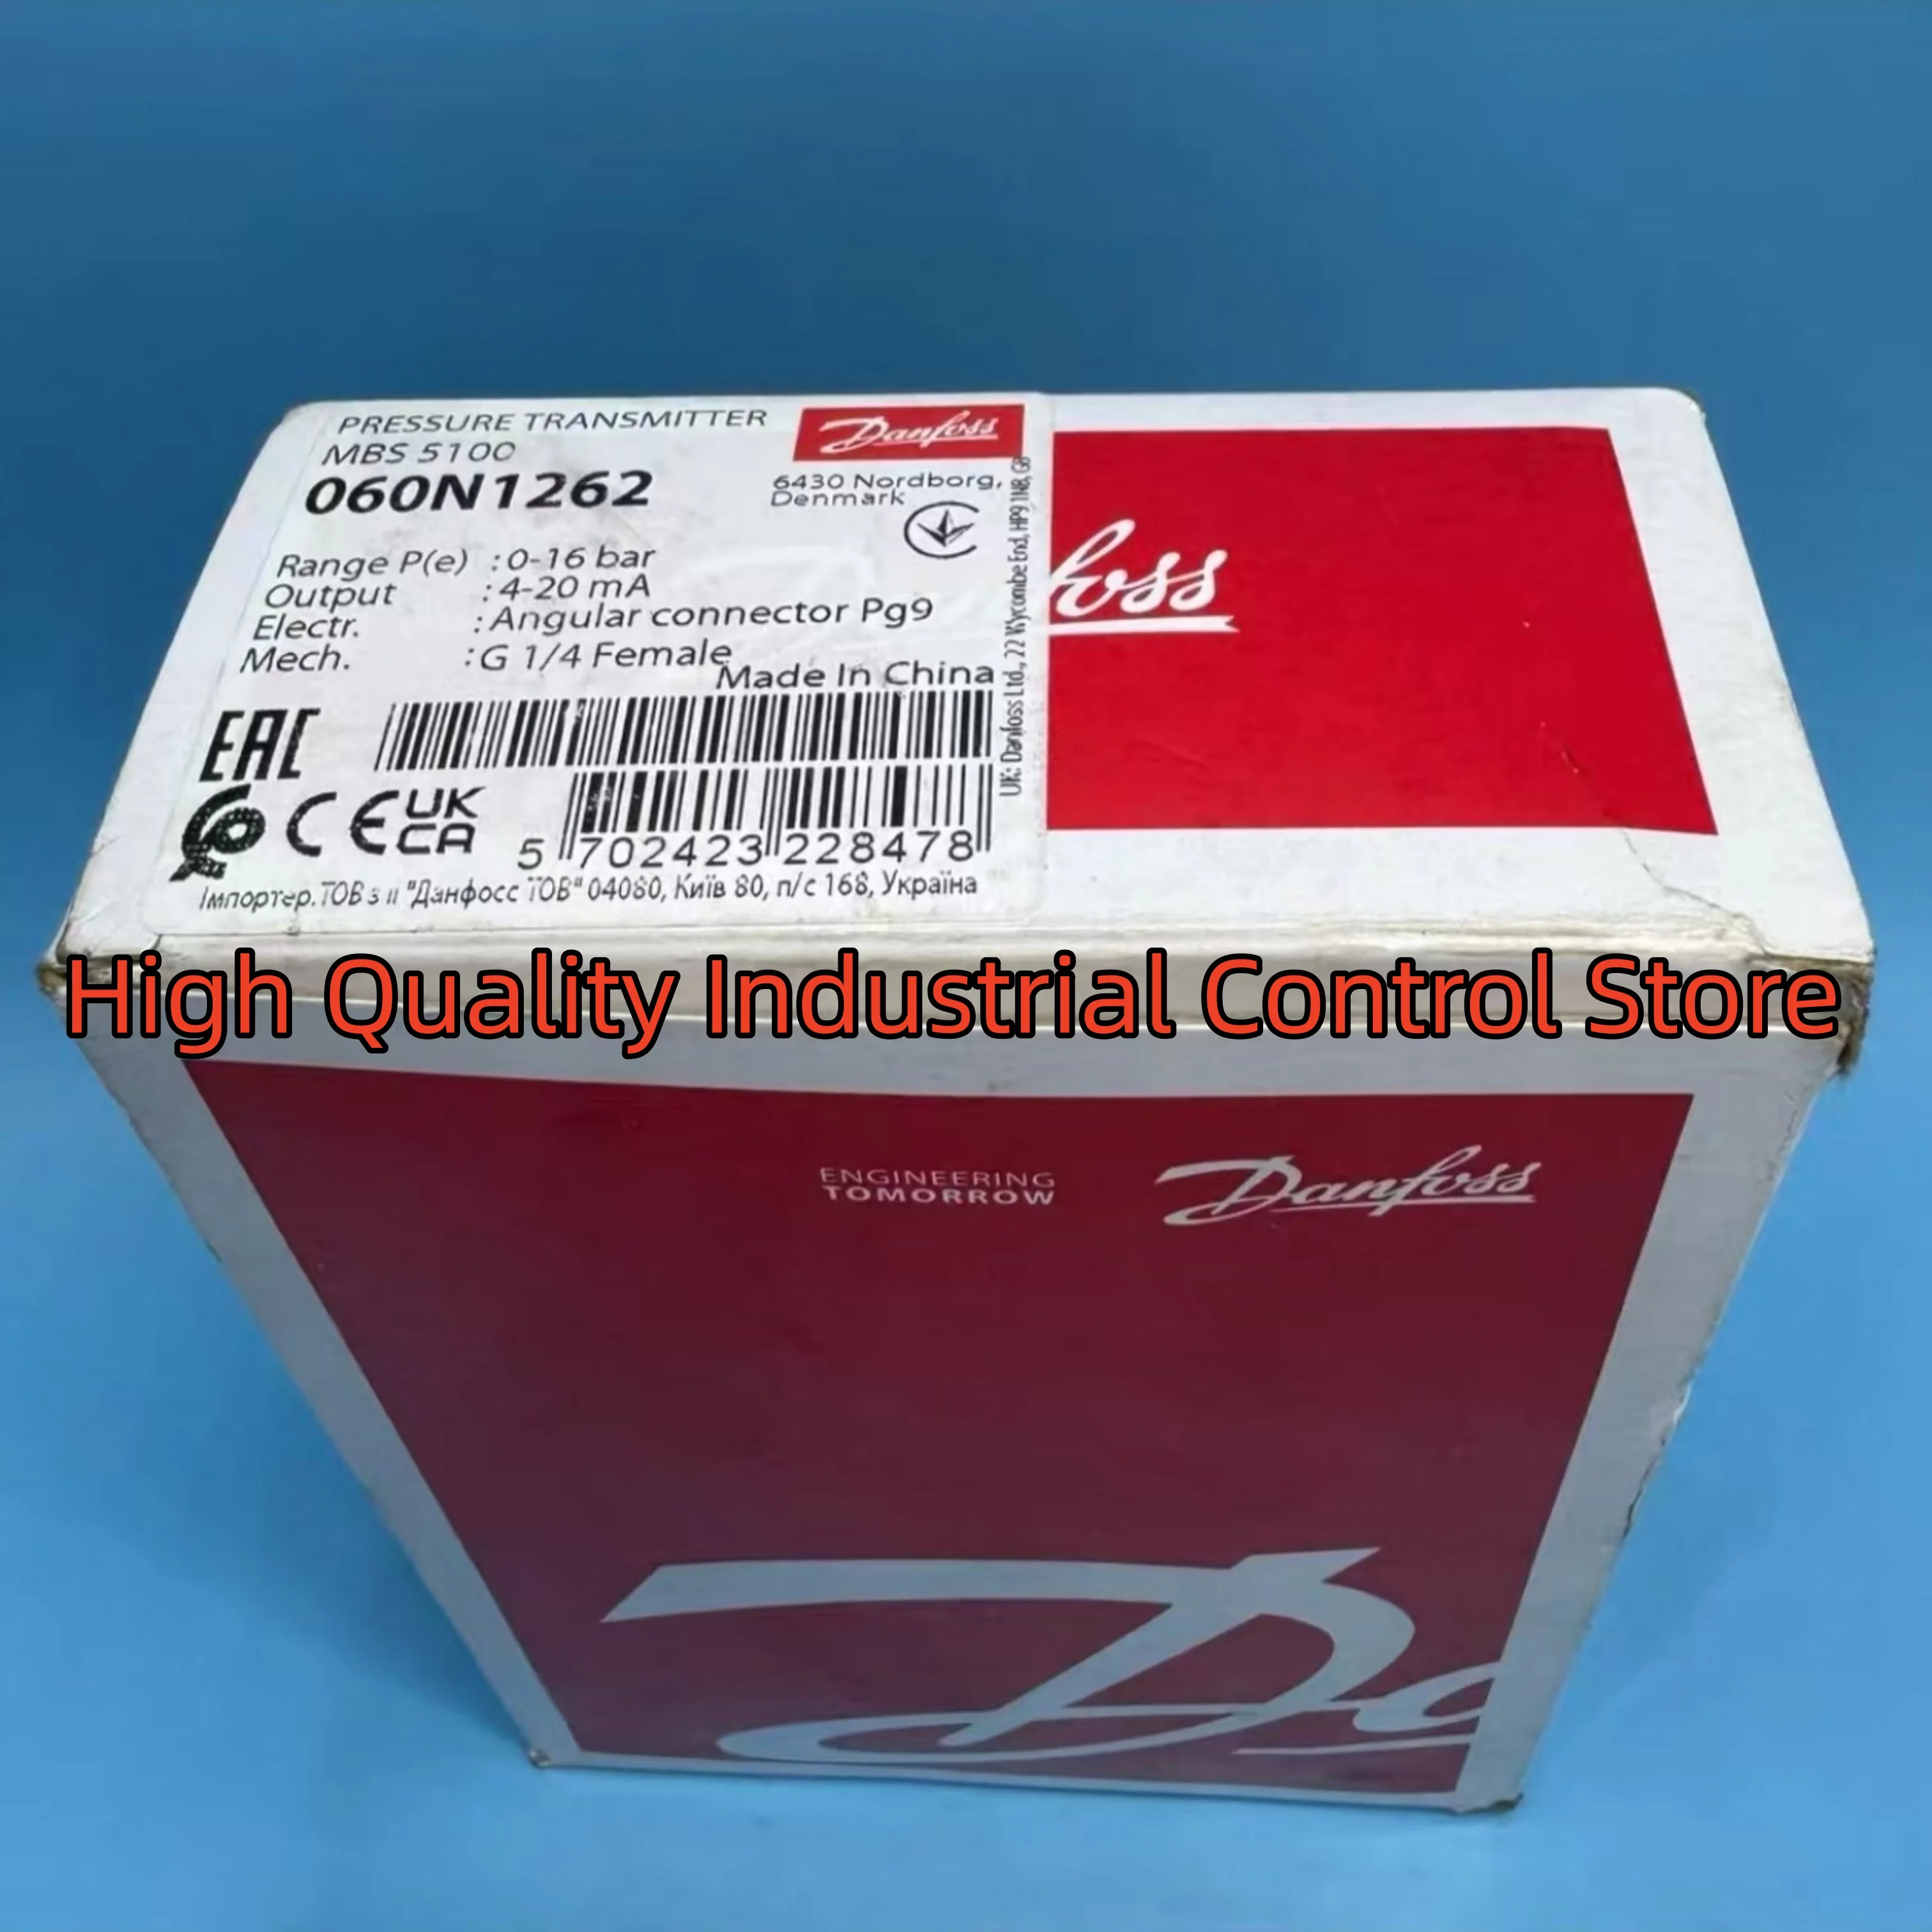 PRESSURE TRANSMITTER
MBS 5100
060N1262
Danfoss
6430 Nordborg,
Denmark
Range P(e) : 0-16 bar
Output : 4-20 mA
Electr. : Angular connector Pg9
Mech. : G 1/4 Female
Made In China
UK: Danfoss Ltd., 22 Wycombe End, HP9 1NB, GB
EAC
CE UK
CA
5 702423 228478
Імпортер. ТОВ з іі "Данфосс ТОВ" 04080, Київ 80, п/с 168, Україна
foss
High Quality Industrial Control Store
ENGINEERING
TOMORROW
Danfoss
Da